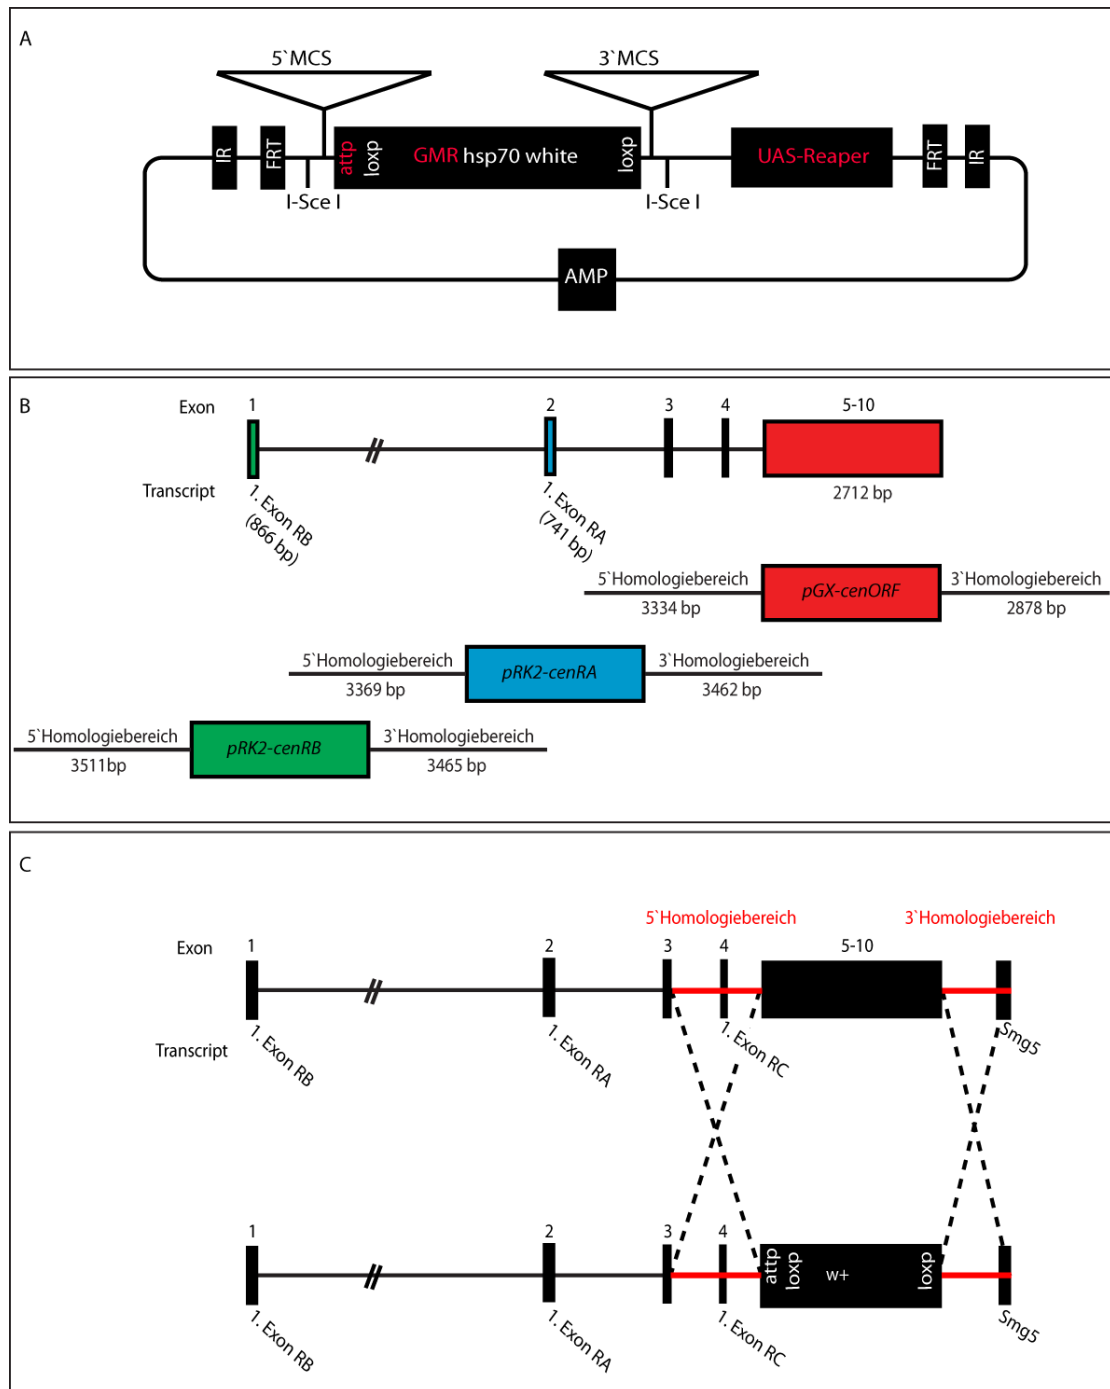 A
5`MCS 3`MCS
IR FRT attp loxp GMR hsp70 white loxp UAS-Reaper FRT IR
I-Sce I I-Sce I
AMP
B
Exon 1 2 3 4 5-10
Transcript
1. Exon RB
(866 bp)
1. Exon RA
(741 bp)
2712 bp
5`Homologiebereich pGX-cenORF 3`Homologiebereich
3334 bp 2878 bp
5`Homologiebereich pRK2-cenRA 3`Homologiebereich
3369 bp 3462 bp
5`Homologiebereich pRK2-cenRB 3`Homologiebereich
3511bp 3465 bp
C
5`Homologiebereich 3`Homologiebereich
Exon 1 2 3 4 5-10
Transcript
1. Exon RB
1. Exon RA
1. Exon RC
Smg5
1 2 3 4
attp loxp w+ loxp
1. Exon RB
1. Exon RA
1. Exon RC
Smg5